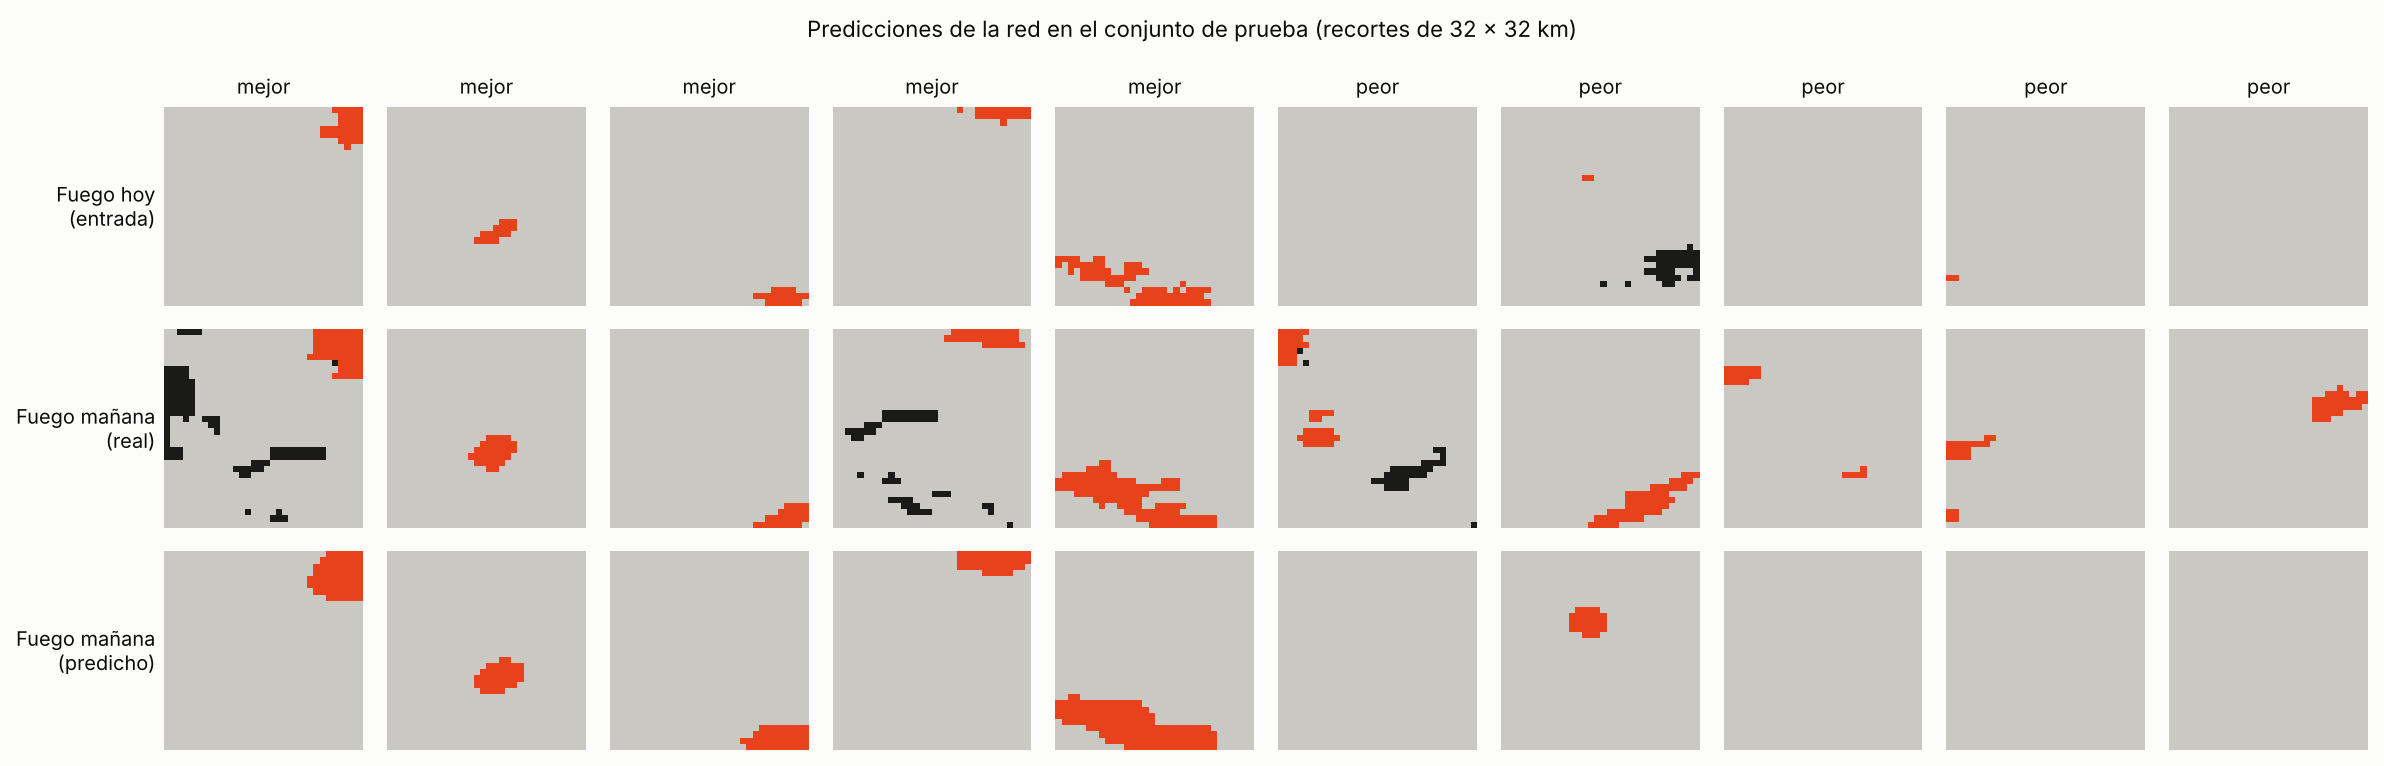 Predicciones de la red en el conjunto de prueba (recortes de 32 × 32 km)
mejor mejor mejor mejor mejor peor peor peor peor peor
Fuego hoy
(entrada)
Fuego mañana
(real)
Fuego mañana
(predicho)